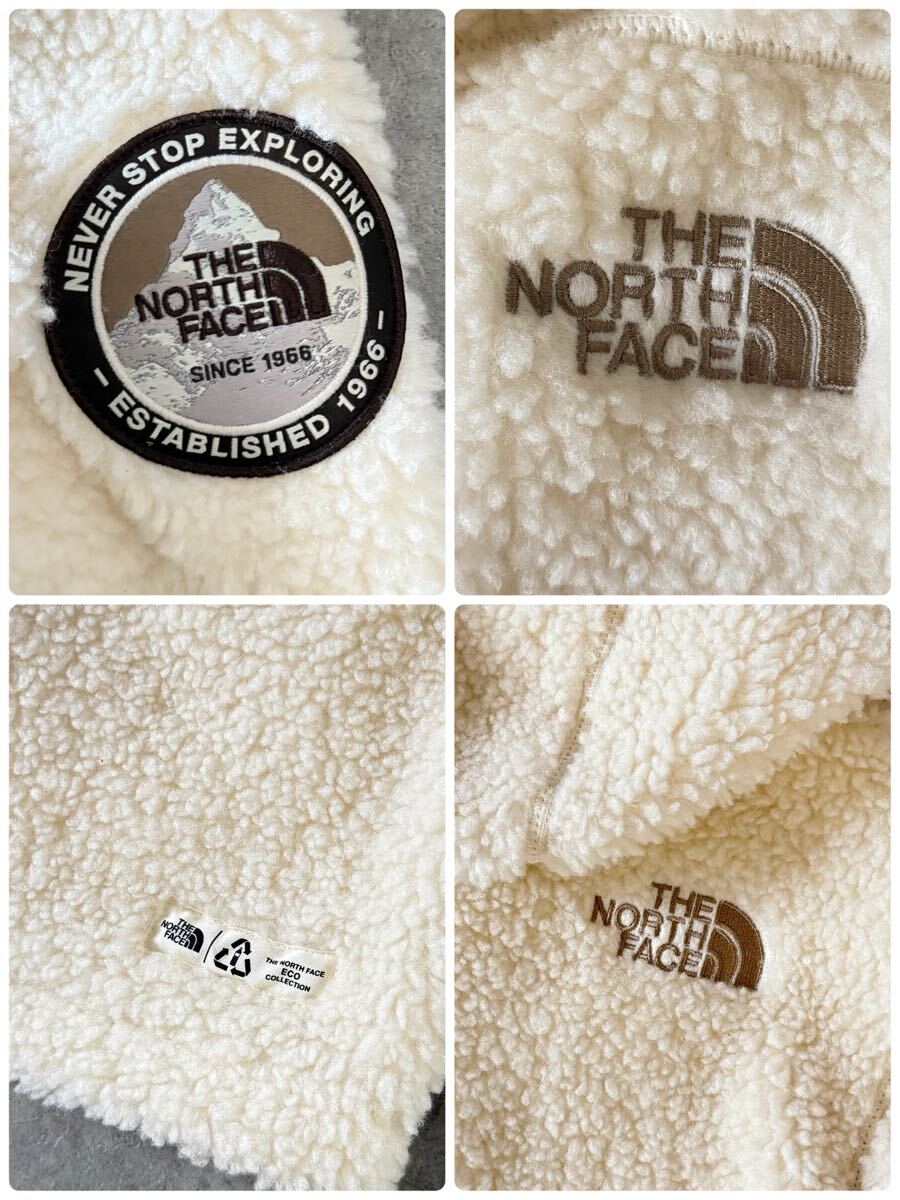 NEVER STOP EXPLORING
THE
NORTH
FACE
SINCE 1966
– ESTABLISHED 1966 –
THE
NORTH
FACE
THE
NORTH
FACE
THE NORTH FACE
ECO
COLLECTION
THE
NORTH
FACE